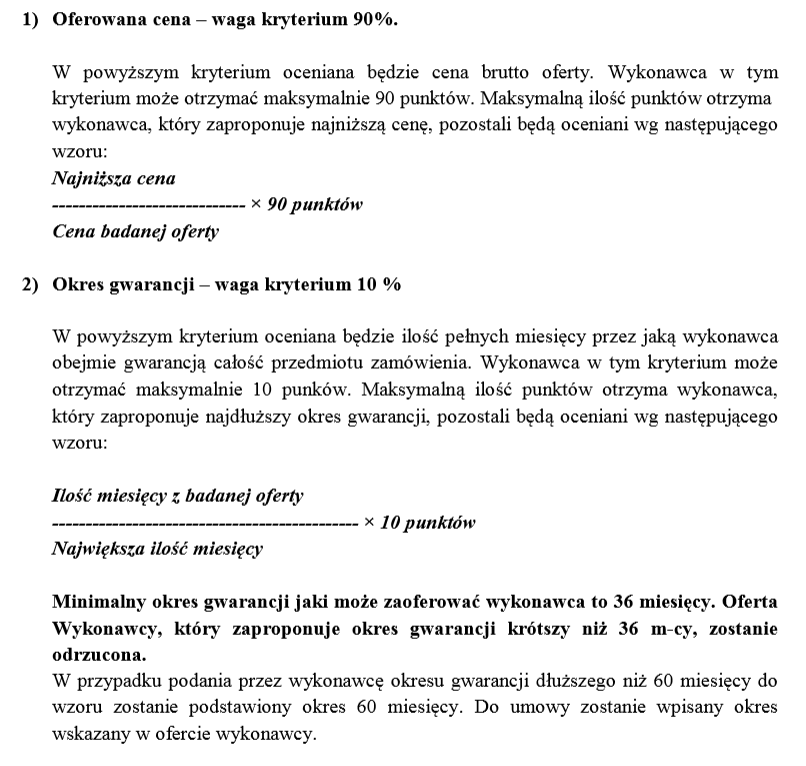 1) Oferowana cena – waga kryterium 90%.
W powyższym kryterium oceniana będzie cena brutto oferty. Wykonawca w tym
kryterium może otrzymać maksymalnie 90 punktów. Maksymalną ilość punktów otrzyma
wykonawca, który zaproponuje najniższą cenę, pozostali będą oceniani wg następującego
wzoru:
Najniższa cena
----------------------------- × 90 punktów
Cena badanej oferty
2) Okres gwarancji – waga kryterium 10 %
W powyższym kryterium oceniana będzie ilość pełnych miesięcy przez jaką wykonawca
obejmie gwarancją całość przedmiotu zamówienia. Wykonawca w tym kryterium może
otrzymać maksymalnie 10 punków. Maksymalną ilość punktów otrzyma wykonawca,
który zaproponuje najdłuższy okres gwarancji, pozostali będą oceniani wg następującego
wzoru:
Ilość miesięcy z badanej oferty
---------------------------------------------- × 10 punktów
Największa ilość miesięcy
Minimalny okres gwarancji jaki może zaoferować wykonawca to 36 miesięcy. Oferta
Wykonawcy, który zaproponuje okres gwarancji krótszy niż 36 m-cy, zostanie
odrzucona.
W przypadku podania przez wykonawcę okresu gwarancji dłuższego niż 60 miesięcy do
wzoru zostanie podstawiony okres 60 miesięcy. Do umowy zostanie wpisany okres
wskazany w ofercie wykonawcy.